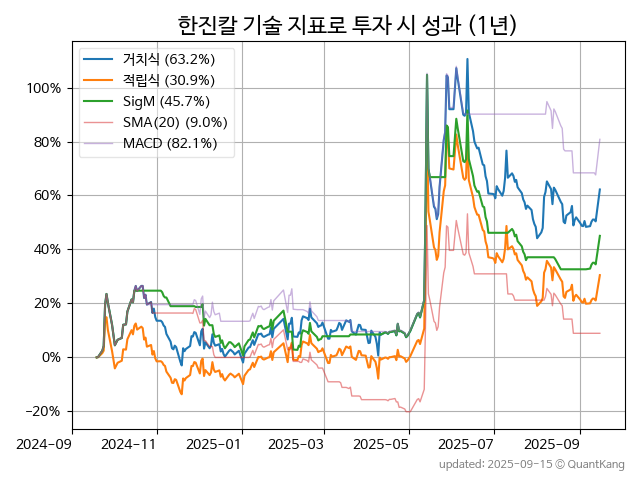 한진칼 기술 지표로 투자 시 성과 (1년)
거치식 (63.2%)
적립식 (30.9%)
SigM (45.7%)
SMA(20) (9.0%)
MACD (82.1%)
100%
80%
60%
40%
20%
0%
−20%
2024-09 2024-11 2025-01 2025-03 2025-05 2025-07 2025-09
updated: 2025-09-15 © QuantKang